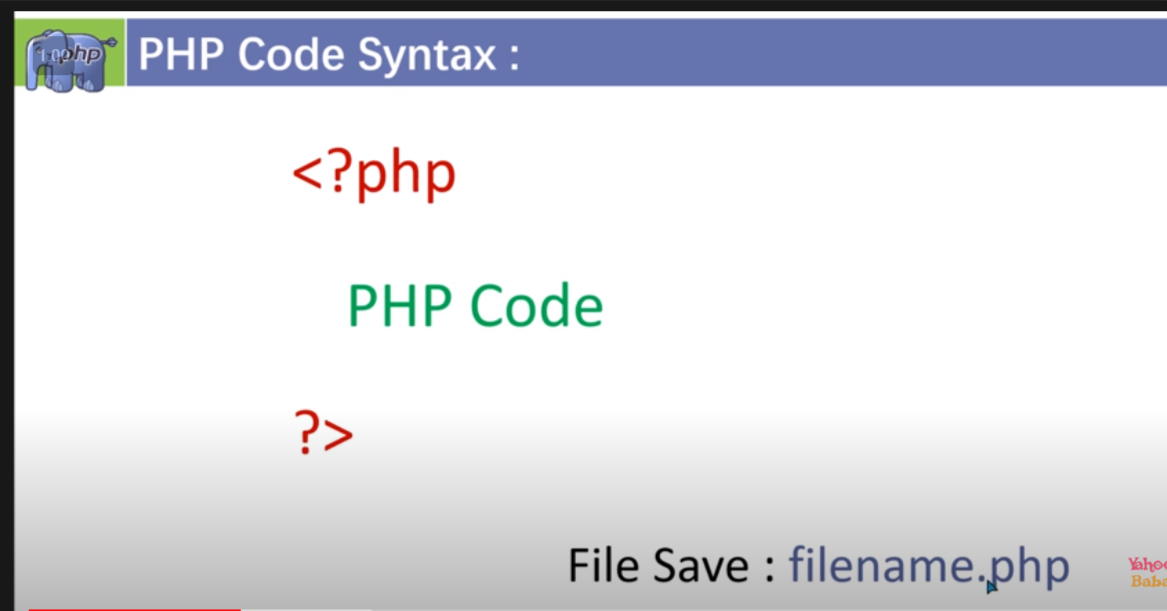 php
PHP Code Syntax :
<?php
PHP Code
?>
File Save : filename.php